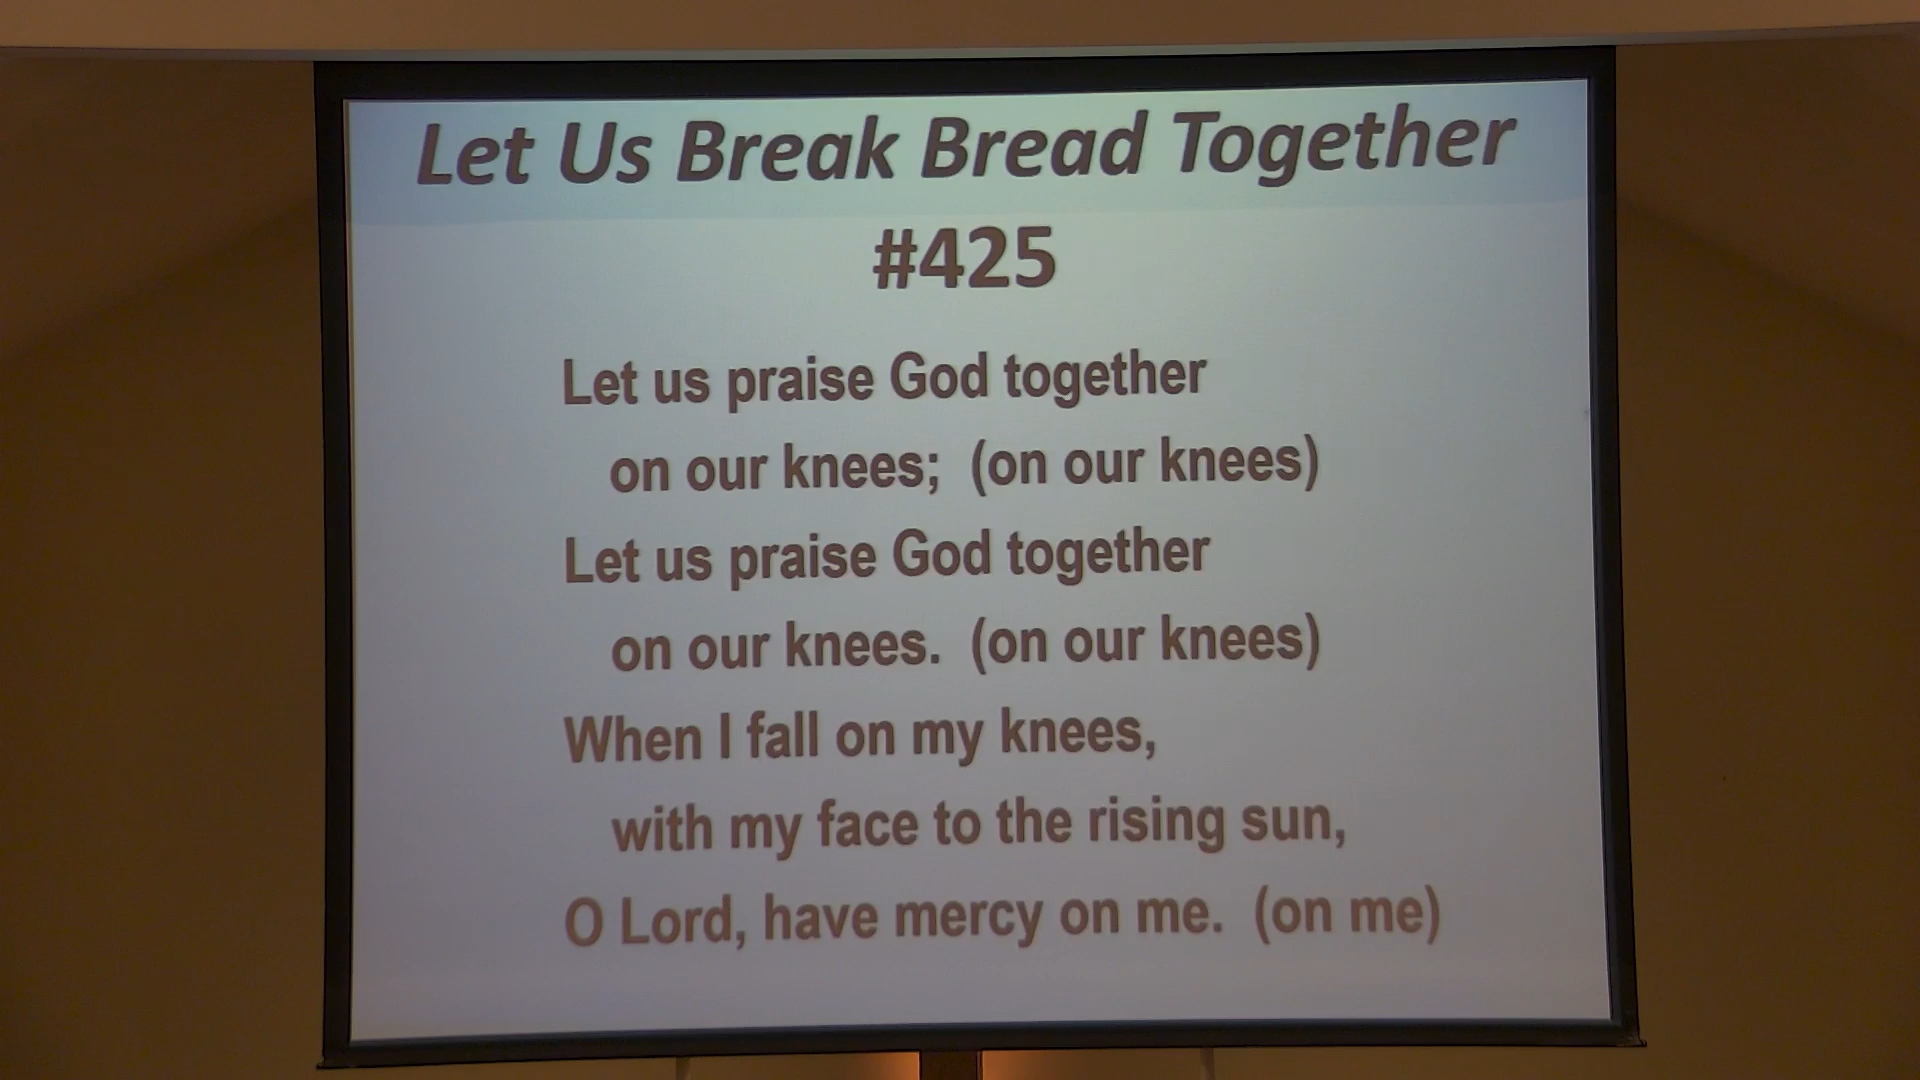 Let Us Break Bread Together
#425
Let us praise God together
on our knees;  (on our knees)
Let us praise God together
on our knees.  (on our knees)
When I fall on my knees,
with my face to the rising sun,
O Lord, have mercy on me.  (on me)